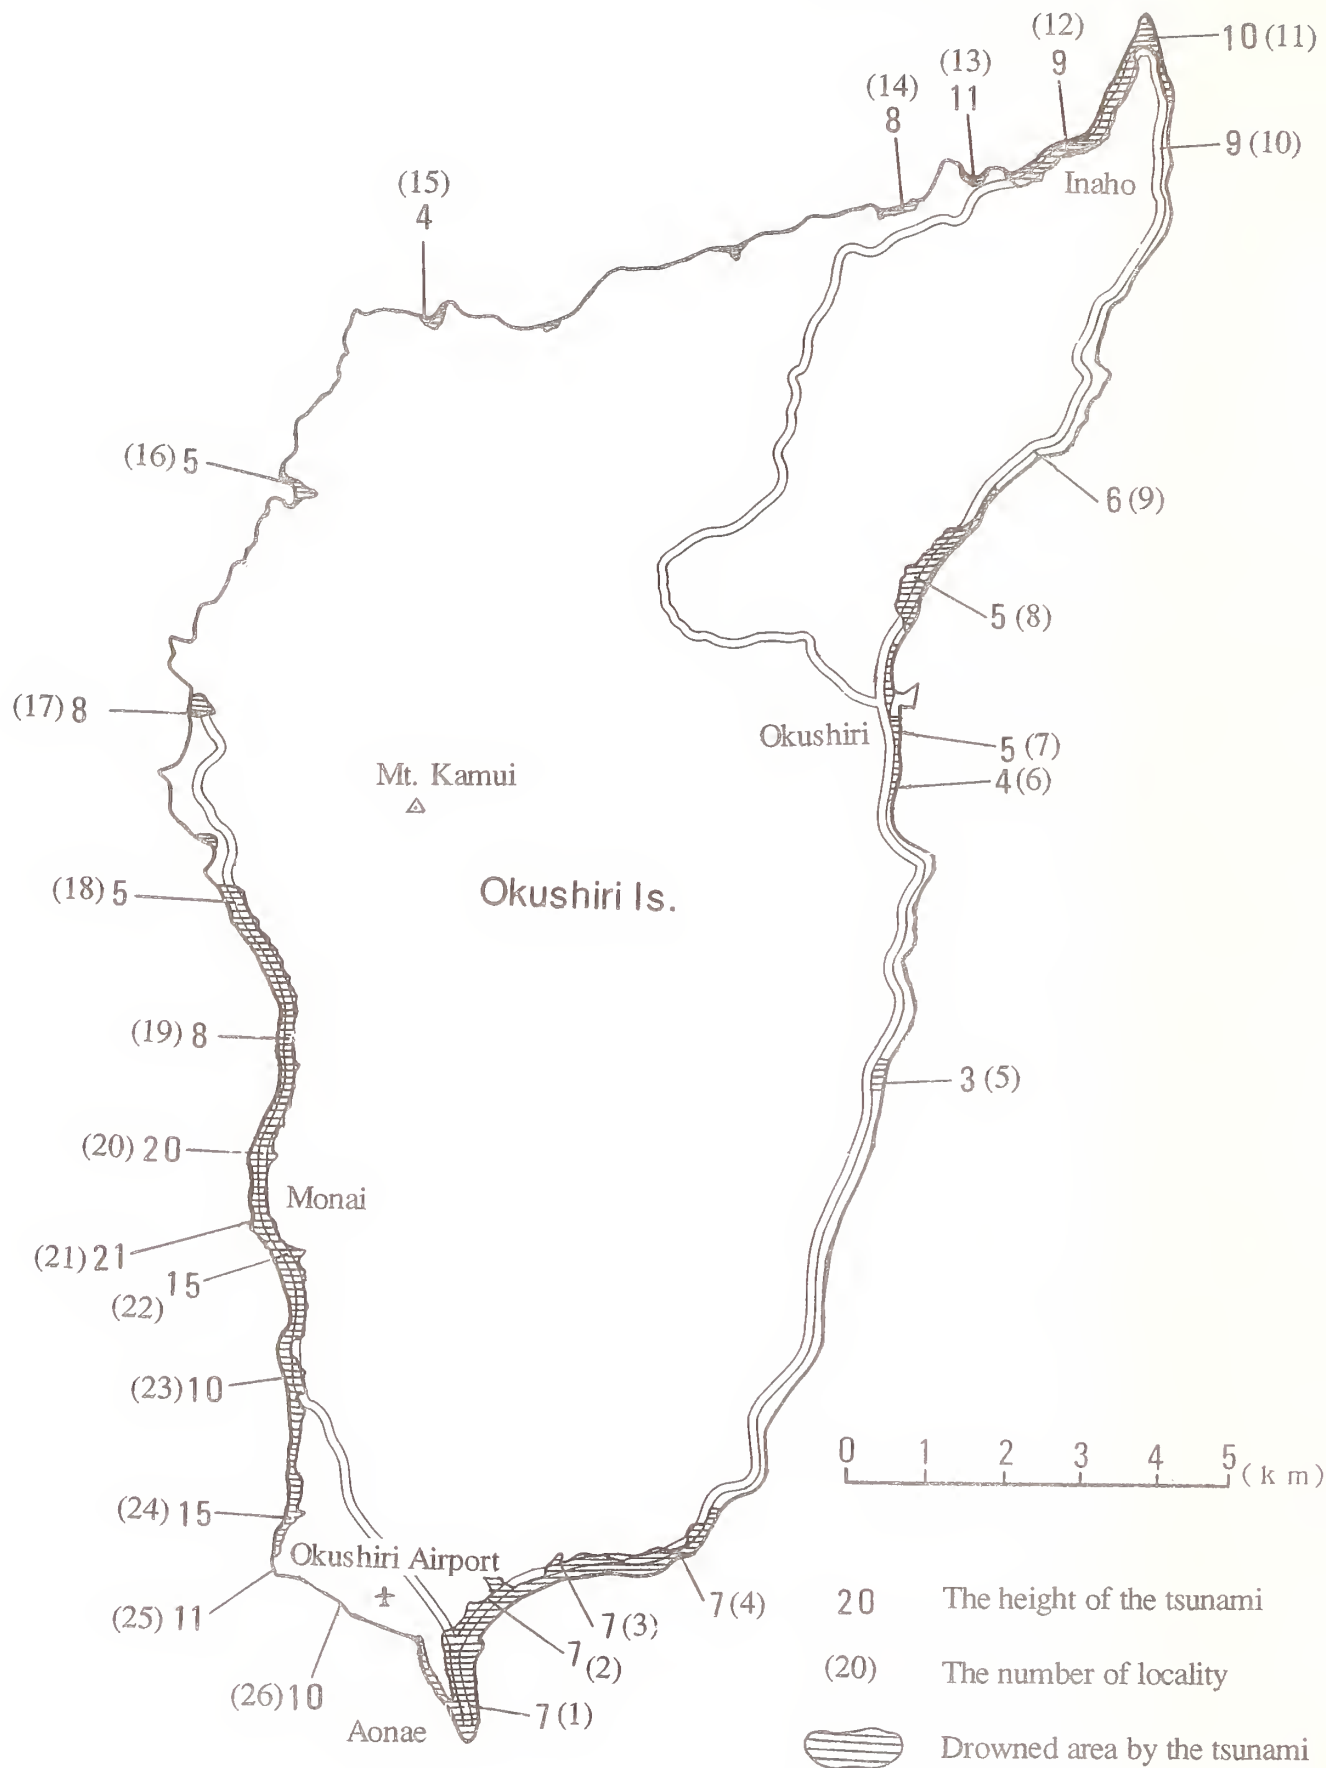 (12)
9
10 (11)
(13)
11
(14)
8
9 (10)
Inaho
(15)
4
(16) 5
6 (9)
5 (8)
(17) 8
Okushiri
5 (7)
4 (6)
Mt. Kamui
(18) 5
Okushiri Is.
(19) 8
3 (5)
(20) 20
Monai
(21) 21
15
(22)
(23) 10
0 1 2 3 4 5 (km)
(24) 15
Okushiri Airport
(25) 11
7 (4)
7 (3)
7 (2)
(26) 10
7 (1)
Aonae
20 The height of the tsunami
(20) The number of locality
Drowned area by the tsunami